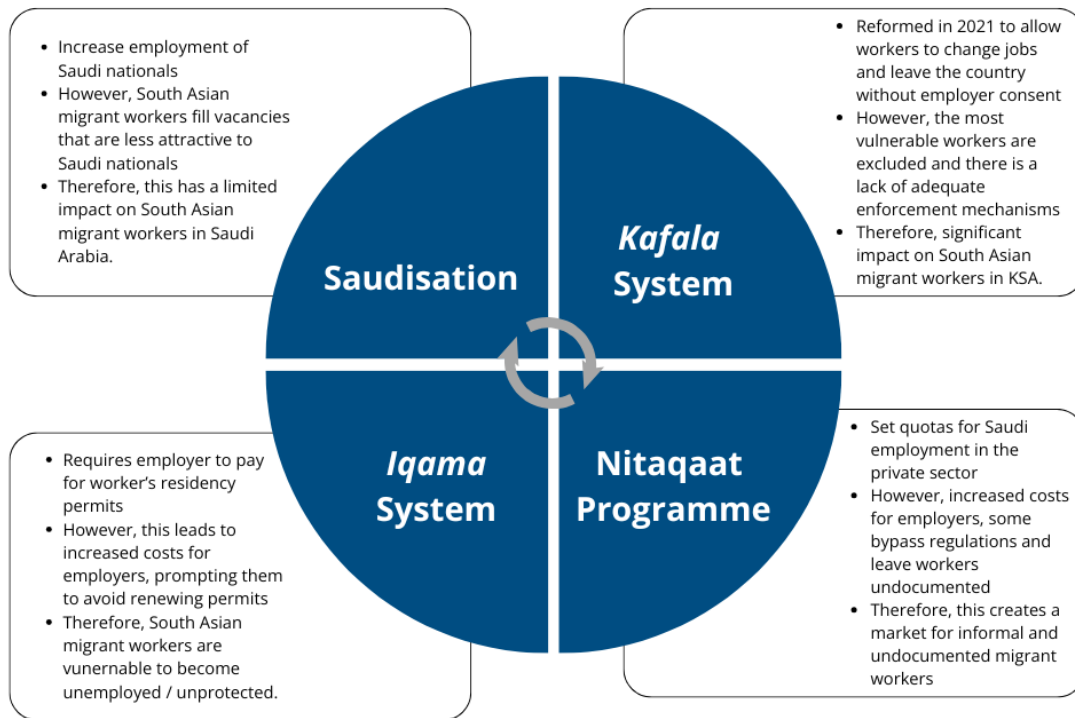 • Increase employment of
Saudi nationals
• However, South Asian
migrant workers fill vacancies
that are less attractive to
Saudi nationals
• Therefore, this has a limited
impact on South Asian
migrant workers in Saudi
Arabia.
• Reformed in 2021 to allow
workers to change jobs
and leave the country
without employer consent
• However, the most
vulnerable workers are
excluded and there is a
lack of adequate
enforcement mechanisms
• Therefore, significant
impact on South Asian
migrant workers in KSA.
Saudisation
Kafala
System
Iqama
System
Nitaqaat
Programme
• Requires employer to pay
for worker's residency
permits
• However, this leads to
increased costs for
employers, prompting them
to avoid renewing permits
• Therefore, South Asian
migrant workers are
vunernable to become
unemployed / unprotected.
• Set quotas for Saudi
employment in the
private sector
• However, increased costs
for employers, some
bypass regulations and
leave workers
undocumented
• Therefore, this creates a
market for informal and
undocumented migrant
workers